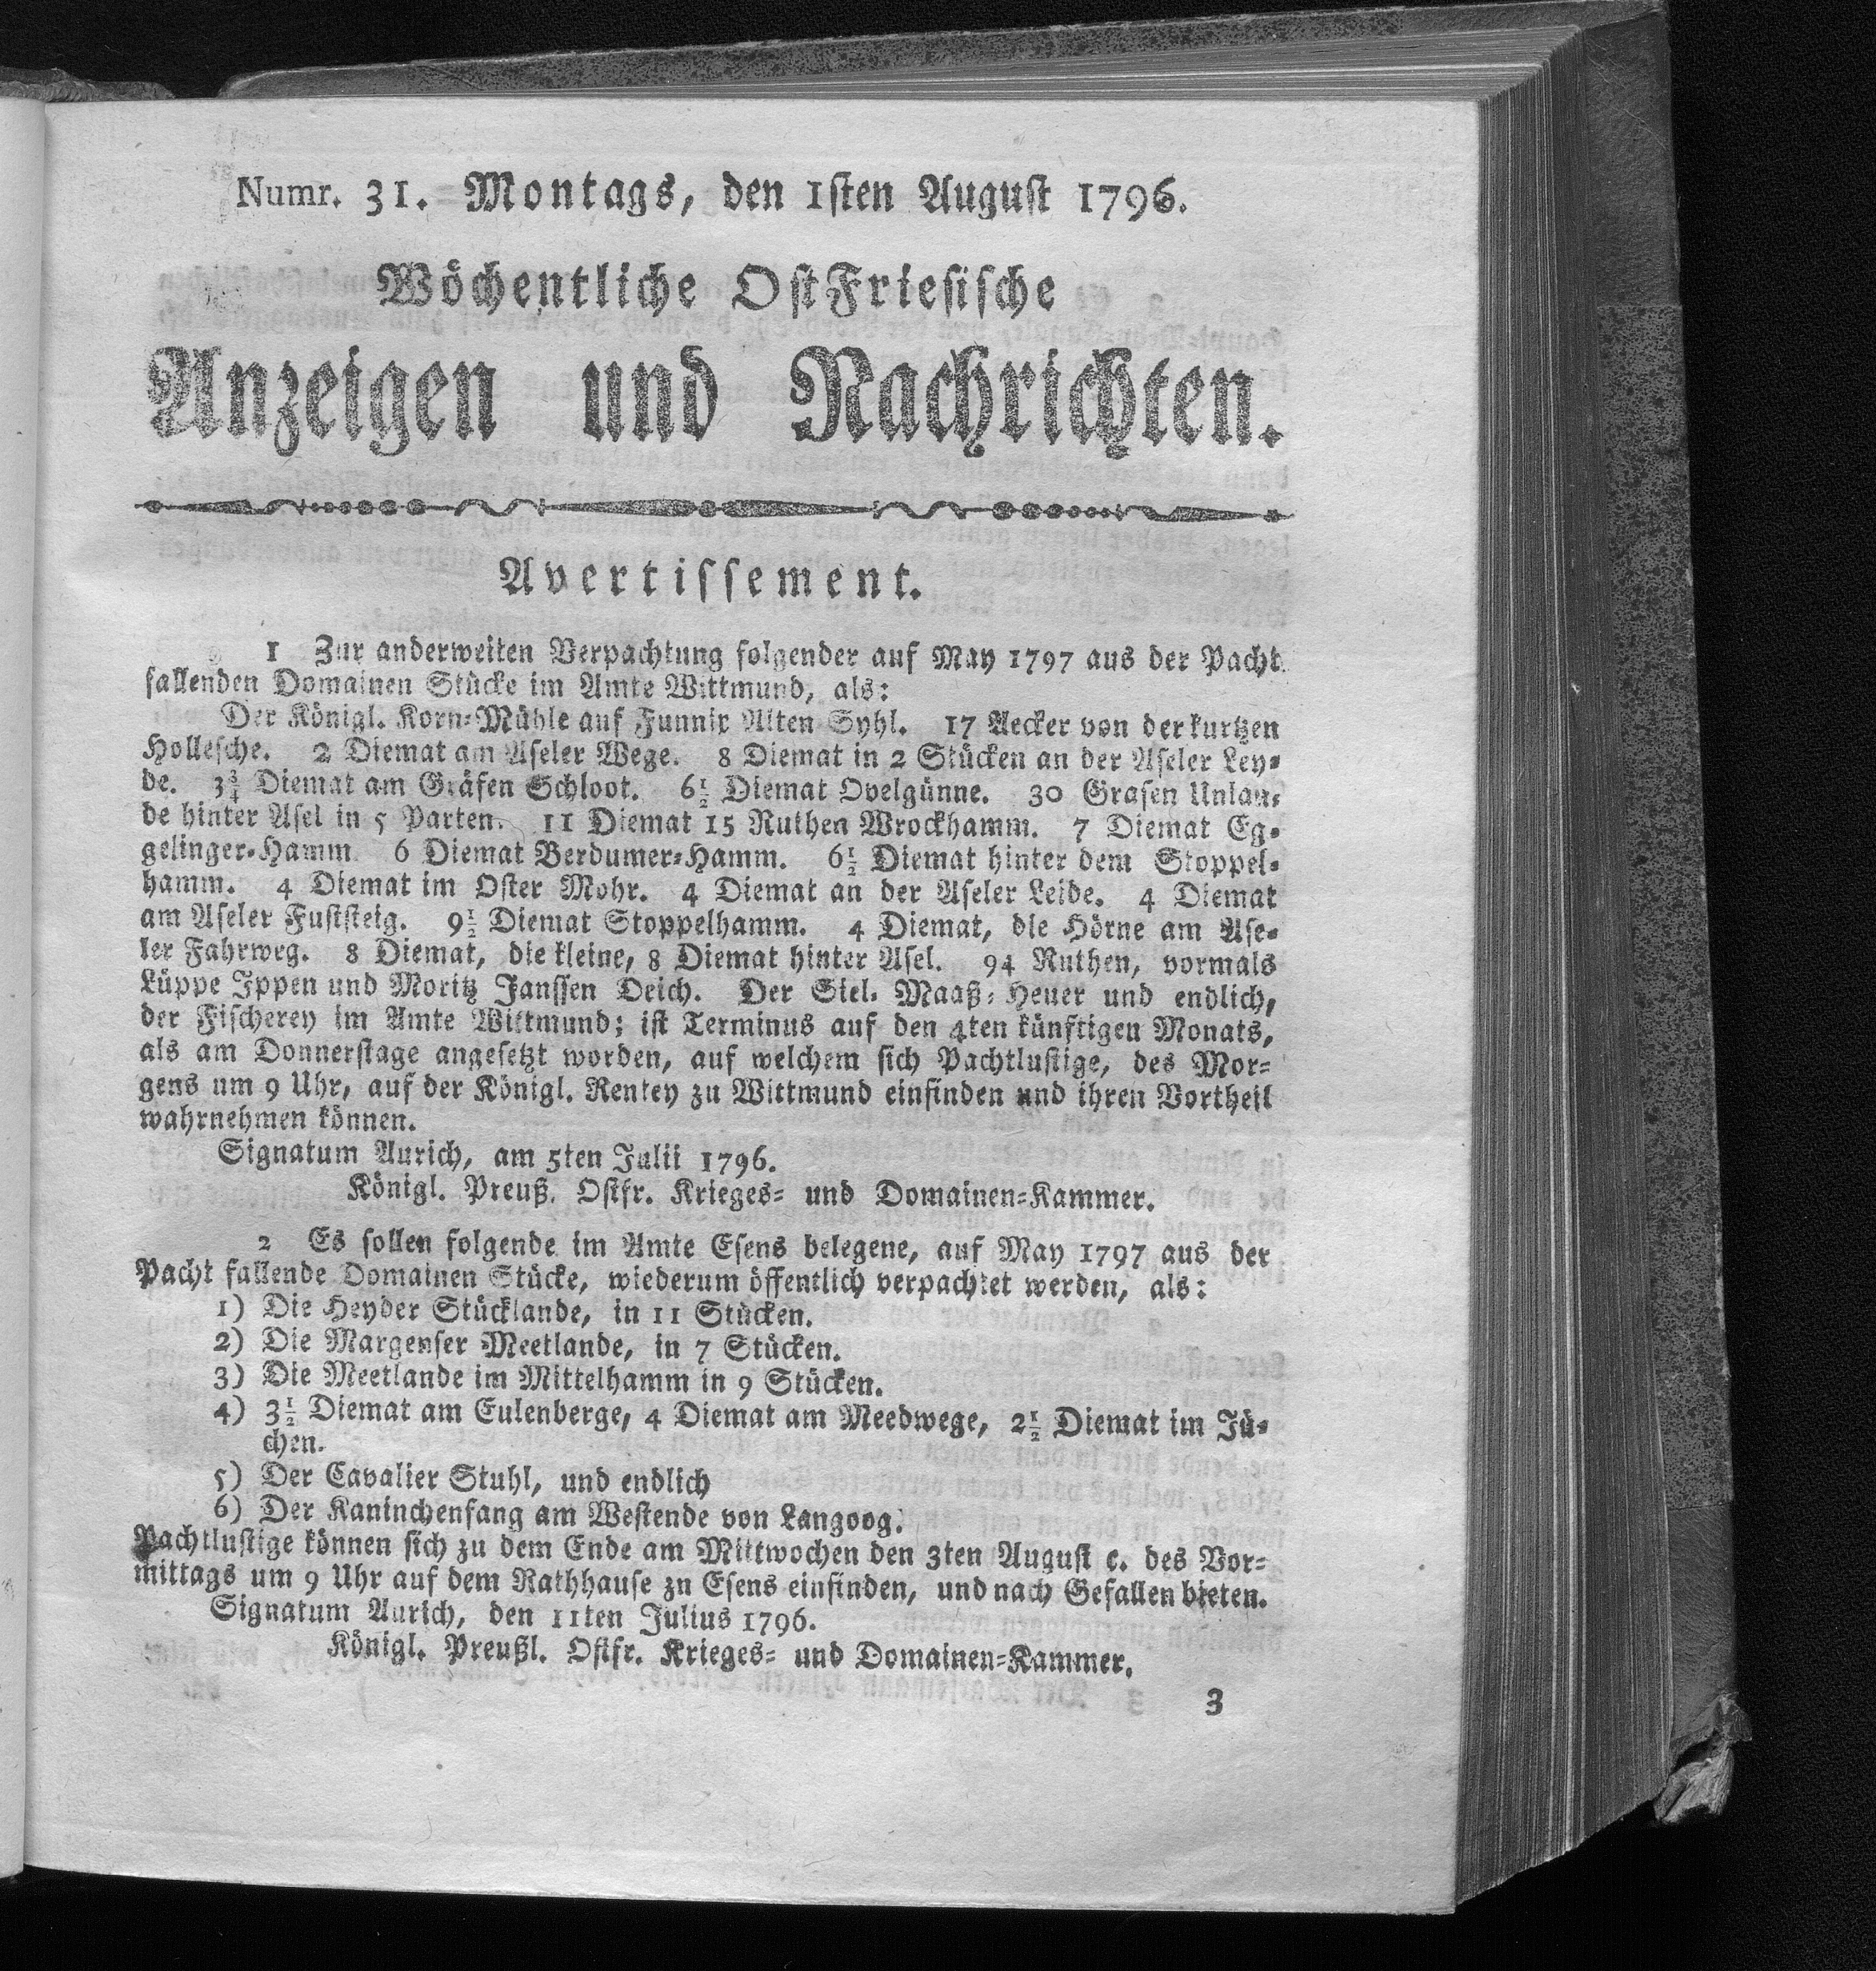 Numr. 31. Montags, den 1sten August 1796.
Wöchentliche OstFriesische
Anzeigen und Nachrichten.
Avertissement.
1 Zur anderweiten Verpachtung folgender auf May 1797 aus der Pacht
fallenden Domainen Stücke im Amte Wittmund, als:
Der Königl. Korn-Mühle auf Funnix Alten Syhl. 17 Aecker von der kurtzen
Hollesche. 2 Diemat am Aseler Wege. 8 Diemat in 2 Stücken an der Aseler Ley-
de. 3¾ Diemat am Gräfen Schloot. 6½ Diemat Ovelgünne. 30 Grasen Unlan-
de hinter Asel in 5 Parten. 11 Diemat 15 Ruthen Wrockhamm. 7 Diemat Eg-
gelinger-Hamm 6 Diemat Berdumer-Hamm. 6½ Diemat hinter dem Stoppel-
hamm. 4 Diemat im Oster Mohr. 4 Diemat an der Aseler Leide. 4 Diemat
am Aseler Fuststeig. 9½ Diemat Stoppelhamm. 4 Diemat, die Hörne am Ase-
ler Fahrweg. 8 Diemat, die kleine, 8 Diemat hinter Asel. 94 Ruthen, vormals
Lüppe Ippen und Moritz Janssen Deich. Der Siel-Maaß-Heuer und endlich,
der Fischerey im Amte Wittmund; ist Terminus auf den 4ten künftigen Monats,
als am Donnerstage angesetzt worden, auf welchem sich Pachtlustige, des Mor-
gens um 9 Uhr, auf der Königl. Rentey zu Wittmund einfinden und ihren Vortheil
wahrnehmen können.
Signatum Aurich, am 5ten Julii 1796.
Königl. Preuß. Ostfr. Krieges- und Domainen-Kammer.
2 Es sollen folgende im Amte Esens belegene, auf May 1797 aus der
Pacht fallende Domainen Stücke, wiederum öffentlich verpachtet werden, als:
1) Die Heyder Stücklande, in 11 Stücken.
2) Die Margenser Meetlande, in 7 Stücken.
3) Die Meetlande im Mittelhamm in 9 Stücken.
4) 3½ Diemat am Eulenberge, 4 Diemat am Meedwege, 2½ Diemat im Jü-
chen.
5) Der Cavalier Stuhl, und endlich
6) Der Kaninchenfang am Westende von Langoog.
Pachtlustige können sich zu dem Ende am Mittwochen den 3ten August c. des Vor-
mittags um 9 Uhr auf dem Rathhause zu Esens einfinden, und nach Gefallen bieten.
Signatum Aurich, den 11ten Julius 1796.
Königl. Preußl. Ostfr. Krieges- und Domainen-Kammer.
3